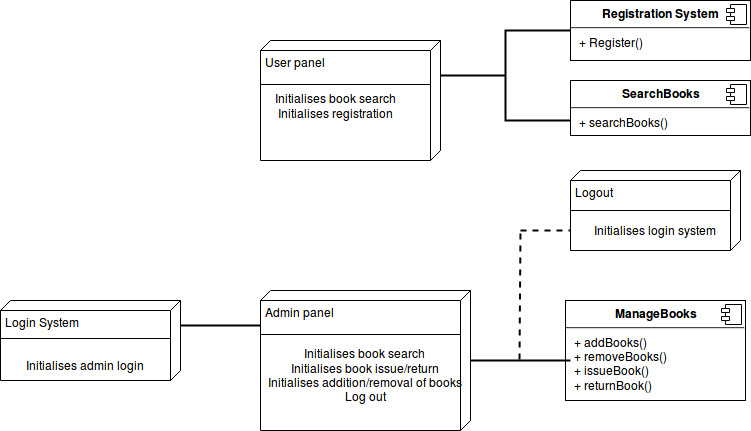 Registration System
+ Register()
User panel
Initialises book search
Initialises registration
SearchBooks
+ searchBooks()
Logout
Initialises login system
Login System
Initialises admin login
Admin panel
Initialises book search
Initialises book issue/return
Initialises addition/removal of books
Log out
ManageBooks
+ addBooks()
+ removeBooks()
+ issueBook()
+ returnBook()